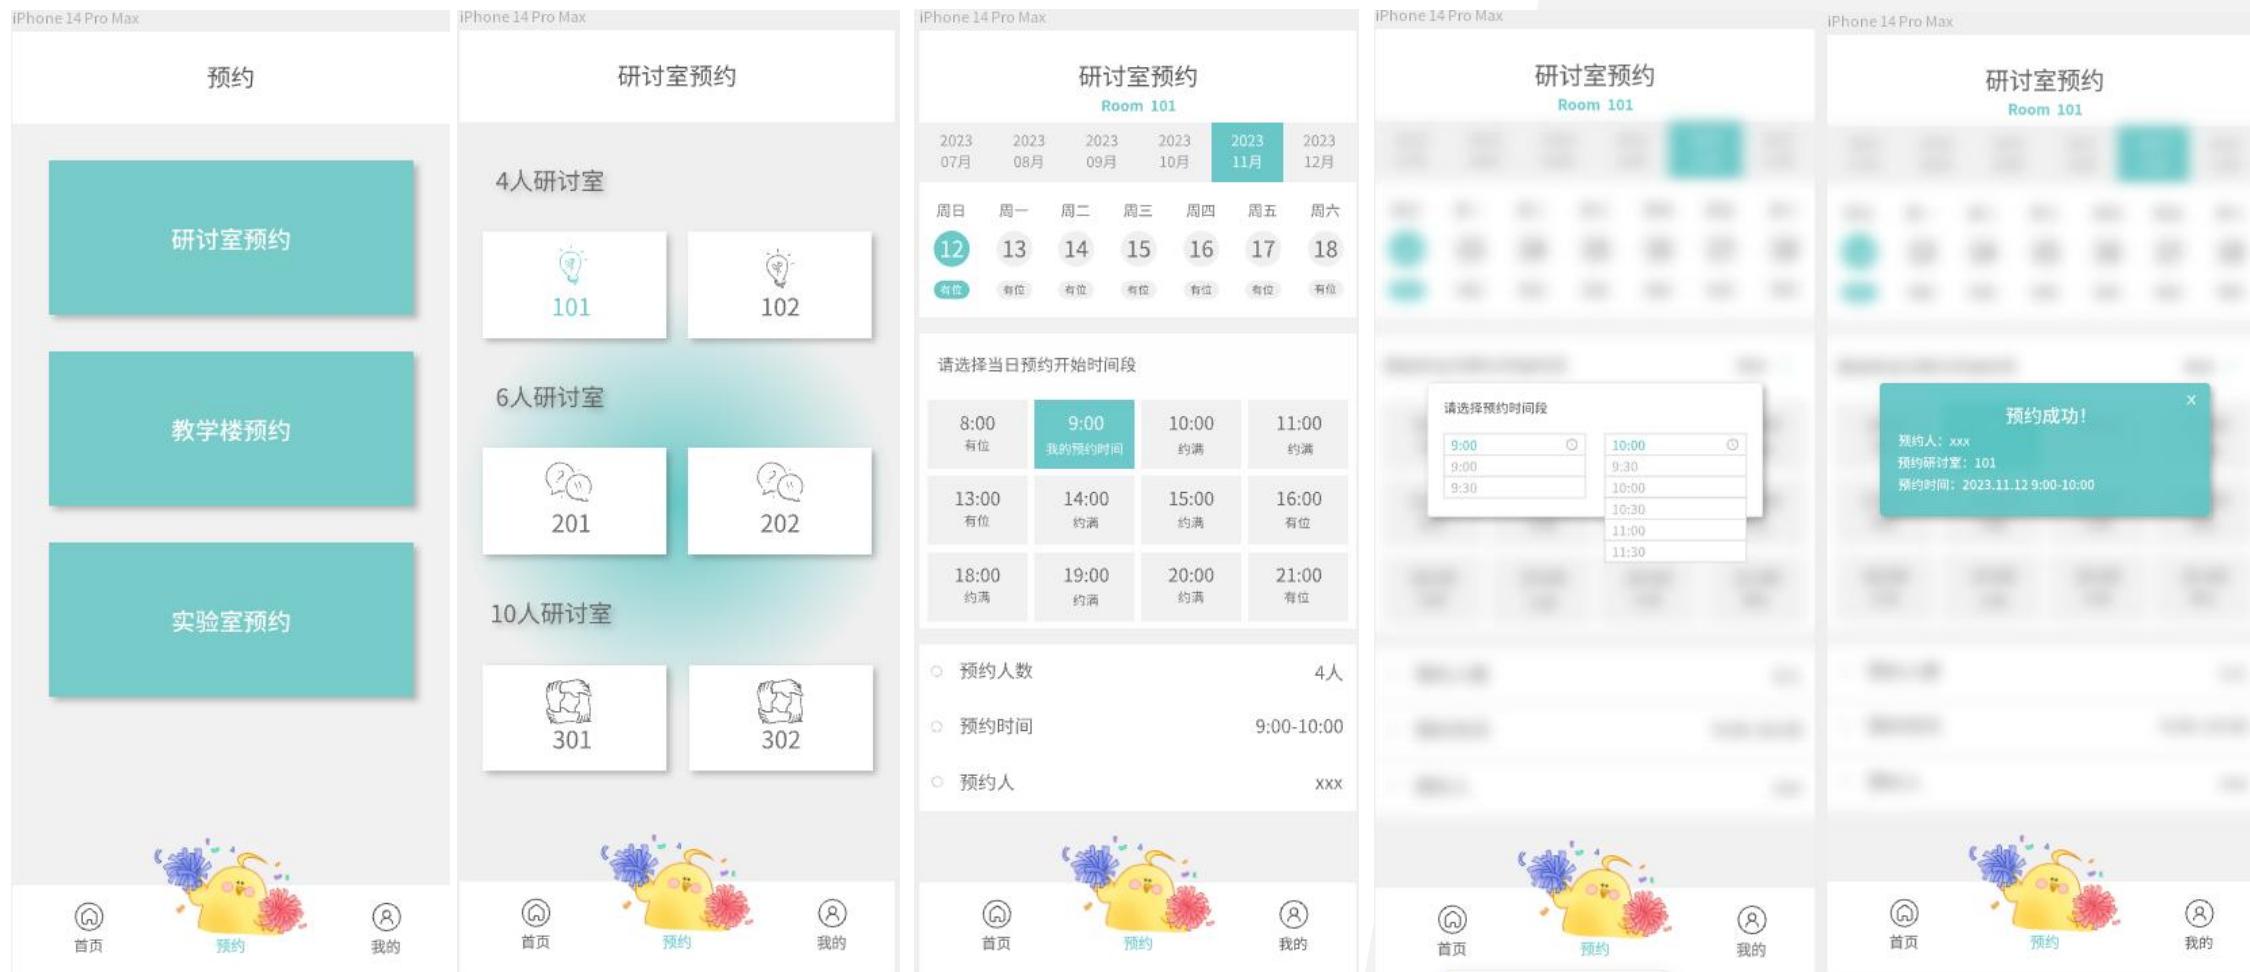 iPhone 14 Pro Max
预约
研讨室预约
教学楼预约
实验室预约
首页
预约
我的
iPhone 14 Pro Max
研讨室预约
4人研讨室
101
102
6人研讨室
201
202
10人研讨室
301
302
首页
预约
我的
iPhone 14 Pro Max
研讨室预约
Room 101
2023 2023 2023 2023 2023 2023
07月 08月 09月 10月 11月 12月
周日 周一 周二 周三 周四 周五 周六
12 13 14 15 16 17 18
有位 有位 有位 有位 有位 有位 有位
请选择当日预约开始时间段
8:00 9:00 10:00 11:00
有位 我的预约时间 约满 约满
13:00 14:00 15:00 16:00
有位 约满 约满 有位
18:00 19:00 20:00 21:00
约满 约满 约满 有位
预约人数 4人
预约时间 9:00-10:00
预约人 xxx
首页
预约
我的
iPhone 14 Pro Max
研讨室预约
Room 101
请选择预约时间段
9:00 10:00
9:00 9:30
9:30 10:00
10:30
11:00
11:30
首页
预约
我的
iPhone 14 Pro Max
研讨室预约
Room 101
X
预约成功!
预约人：xxx
预约研讨室：101
预约时间：2023.11.12 9:00-10:00
首页
预约
我的